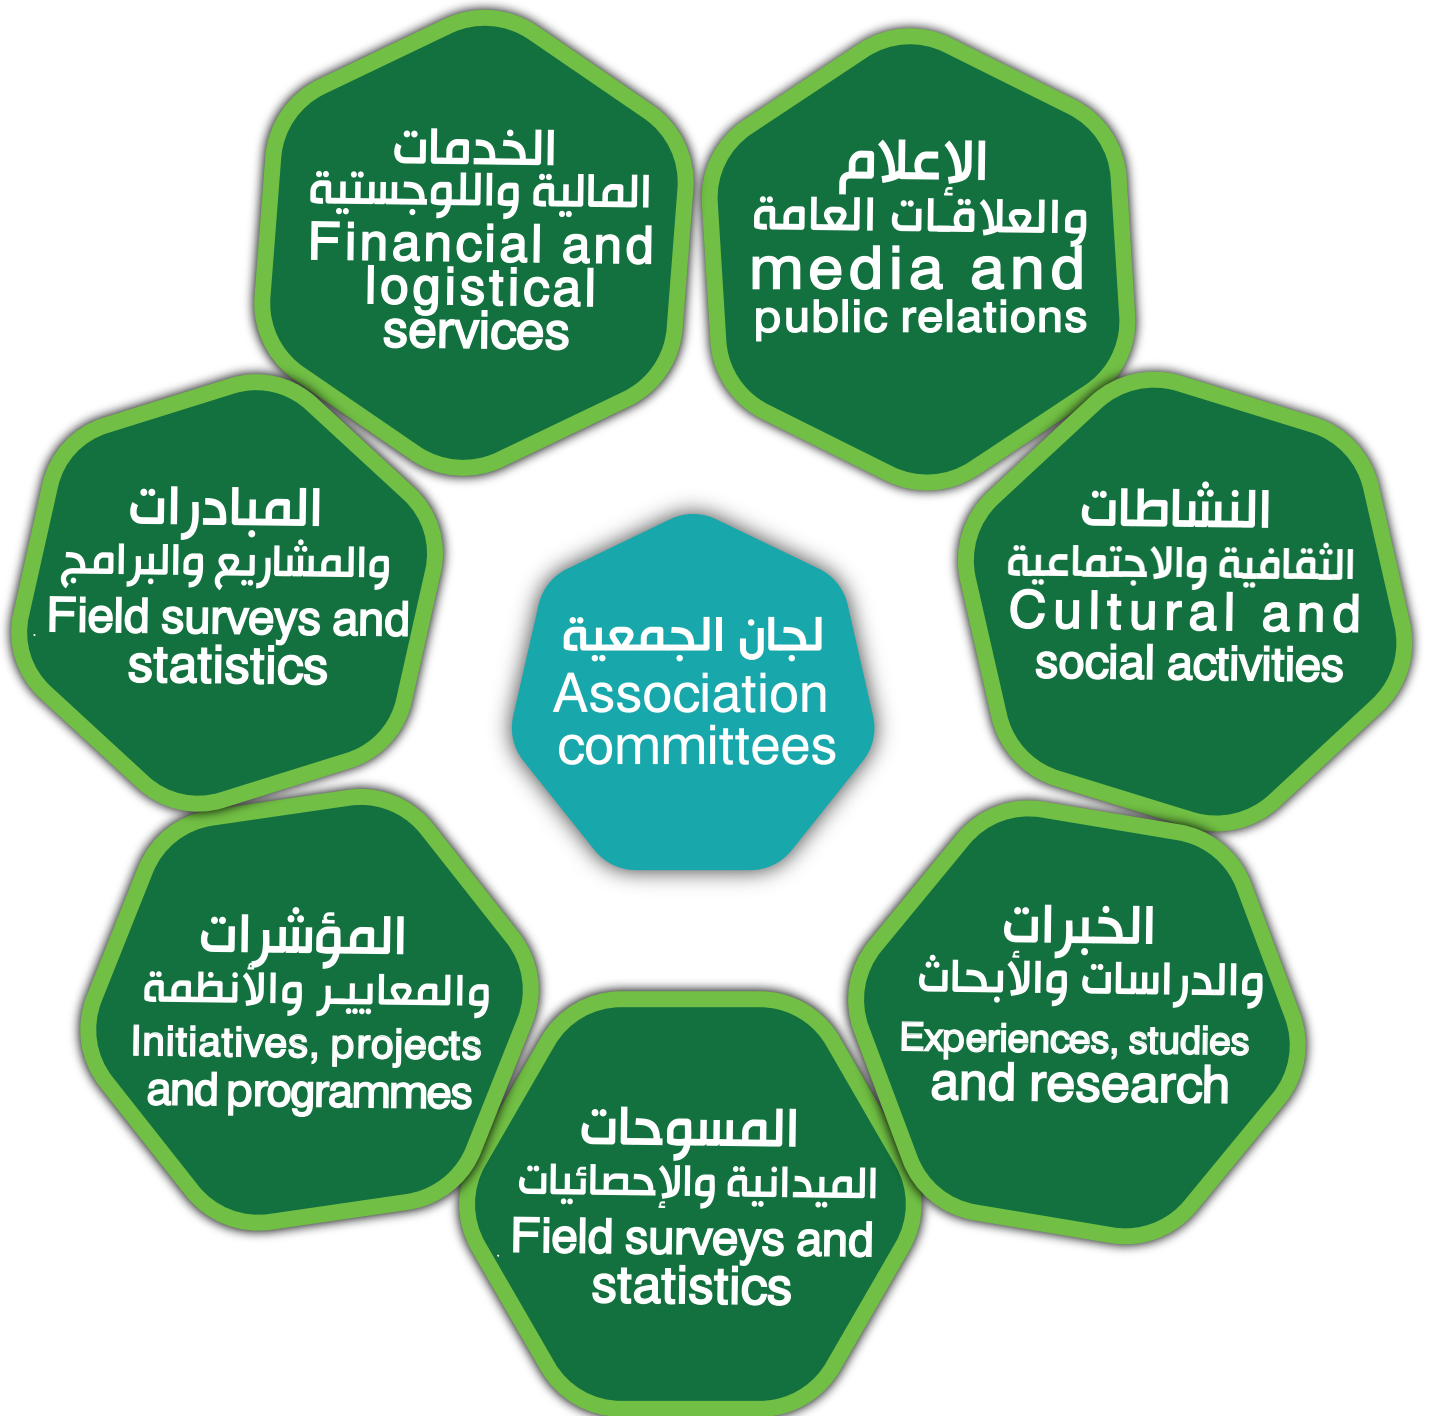 الخدمات
المالية واللوجستية
Financial and
logistical
services
الإعلام
والعلاقات العامة
media and
public relations
المبادرات
والمشاريع والبرامج
Field surveys and
statistics
النشاطات
الثقافية والاجتماعية
Cultural and
social activities
لجان الجمعية
Association
committees
المؤشرات
والمعايير والأنظمة
Initiatives, projects
and programmes
الخبرات
والدراسات والأبحاث
Experiences, studies
and research
المسوحات
الميدانية والإحصائيات
Field surveys and
statistics